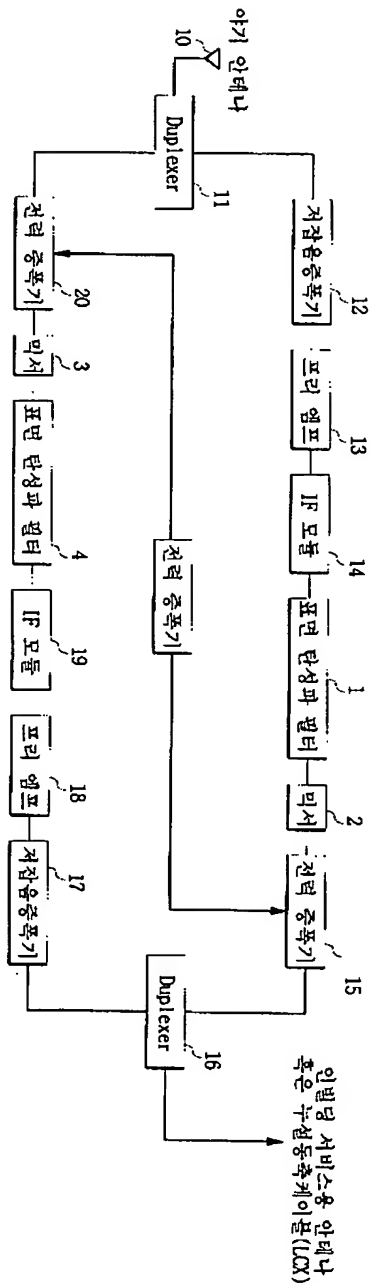 저잡음증폭기
12
프리 엠프
13
IF 모듈
14
표면 탄성파 필터
1
믹서
2
전력 증폭기
15
인빌딩 서비스용 안테나
혹은 누설동축케이블(LCX)
야기 안테나
10
Duplexer
11
전력 증폭기
Duplexer
16
전력 증폭기
20
믹서
3
표면 탄성파 필터
4
IF 모듈
19
프리 엠프
18
저잡음증폭기
17